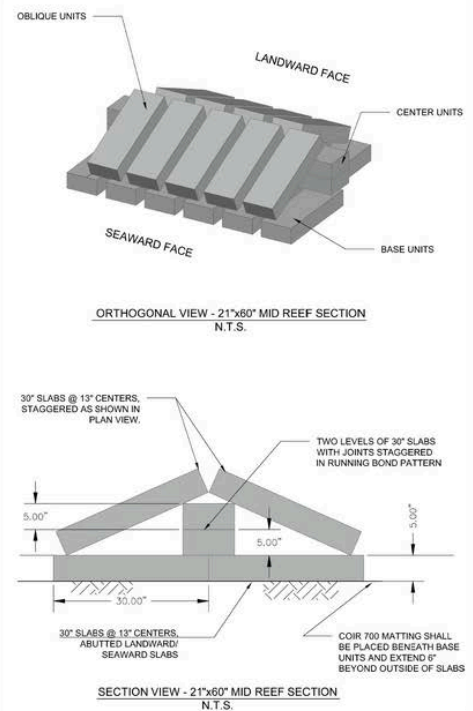 OBLIQUE UNITS
LANDWARD FACE
CENTER UNITS
SEAWARD FACE
BASE UNITS
ORTHOGONAL VIEW - 21"x60" MID REEF SECTION
N.T.S.
30" SLABS @ 13" CENTERS,
STAGGERED AS SHOWN IN
PLAN VIEW.
TWO LEVELS OF 30" SLABS
WITH JOINTS STAGGERED
IN RUNNING BOND PATTERN
5.00"
5.00"
5.00"
30.00"
30" SLABS @ 13" CENTERS,
ABUTTED LANDWARD/
SEAWARD SLABS
COIR 700 MATTING SHALL
BE PLACED BENEATH BASE
UNITS AND EXTEND 6"
BEYOND OUTSIDE OF SLABS
SECTION VIEW - 21"x60" MID REEF SECTION
N.T.S.